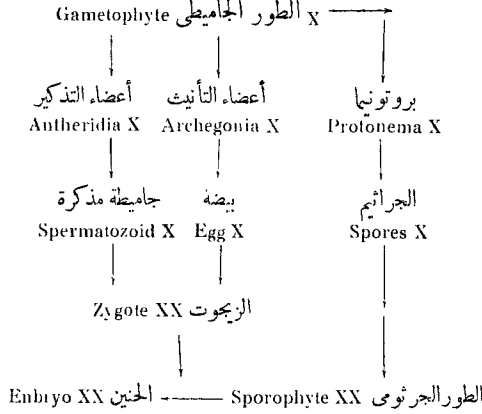 Gametophyte الطور الجاميطى X
أعضاء التذكير
Antheridia X
أعضاء التأنيث
Archegonia X
بروتونيما
Protonema X
جاميطة مذكرة
Spermatozoid X
بيضة
Egg X
الجراثيم
Spores X
Zygote XX الزيجوت
Enbryo XX الجنين
Sporophyte XX الطور الجرثومى